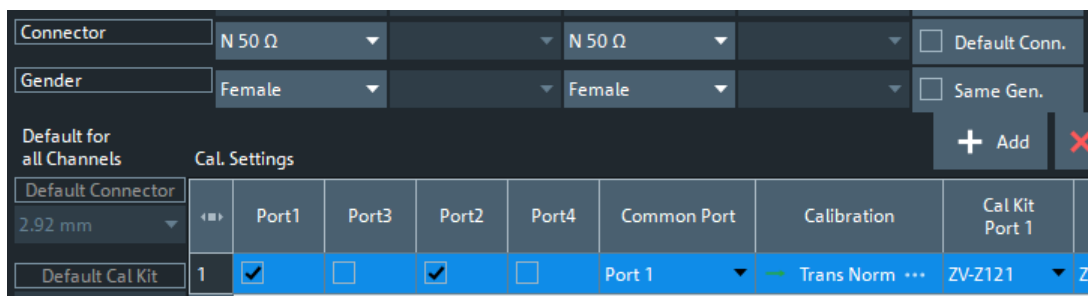 Connector N 50 Ω N 50 Ω Default Conn.
Gender Female Female Same Gen.
Default for
all Channels Cal. Settings Add
Default Connector
2.92 mm Port1 Port3 Port2 Port4 Common Port Calibration Cal Kit
Port 1
Default Cal Kit 1 Port 1 Trans Norm ... ZV-Z121 Z